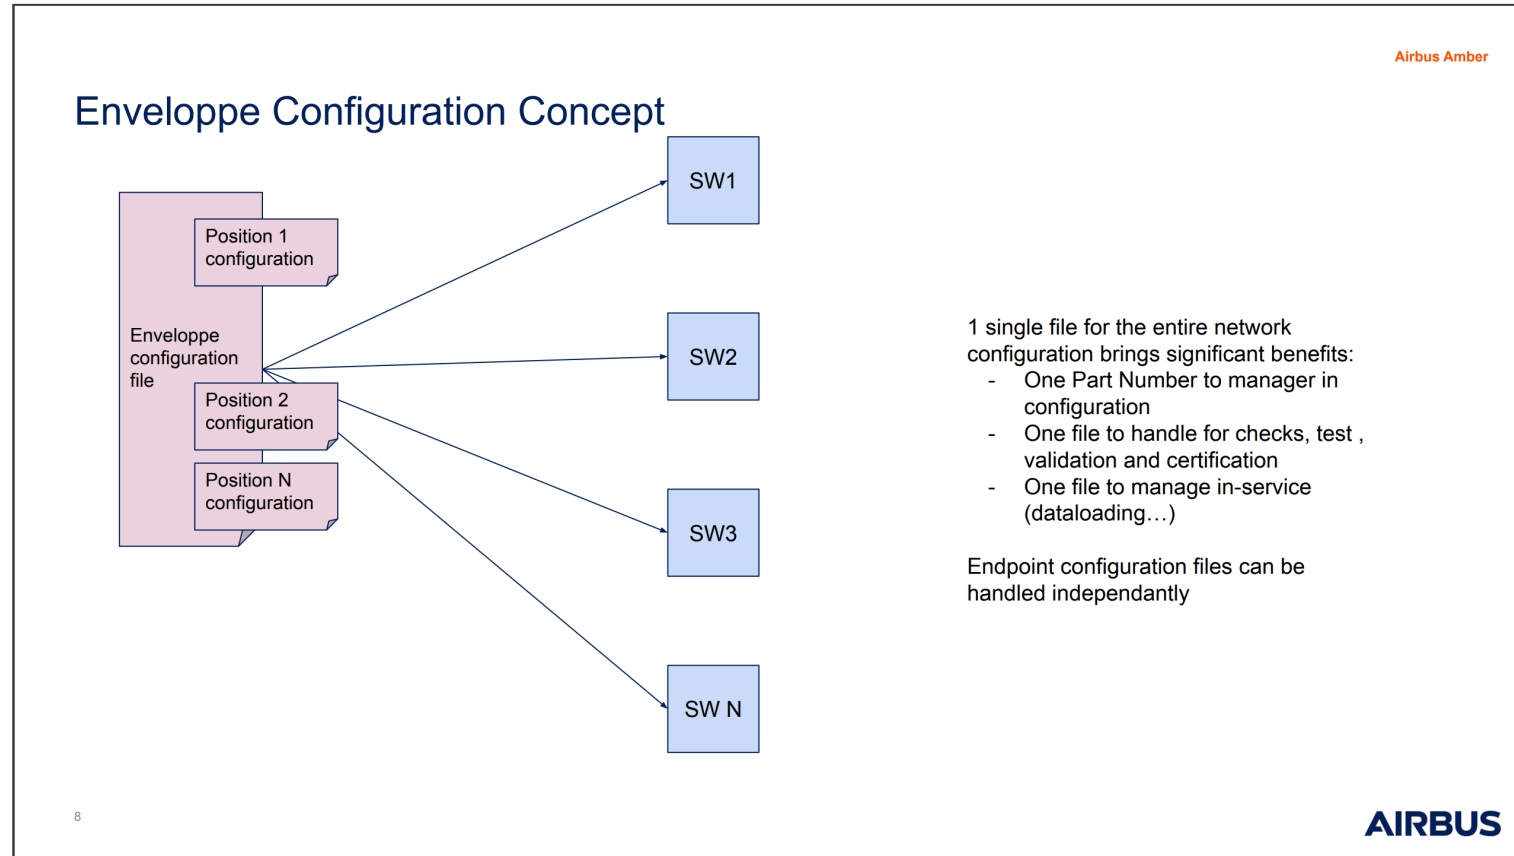 Airbus Amber
Enveloppe Configuration Concept
Position 1
configuration
Enveloppe
configuration
file
Position 2
configuration
Position N
configuration
SW1
SW2
SW3
SW N
1 single file for the entire network
configuration brings significant benefits:
- One Part Number to manager in
configuration
- One file to handle for checks, test ,
validation and certification
- One file to manage in-service
(dataloading…)
Endpoint configuration files can be
handled independantly
8
AIRBUS